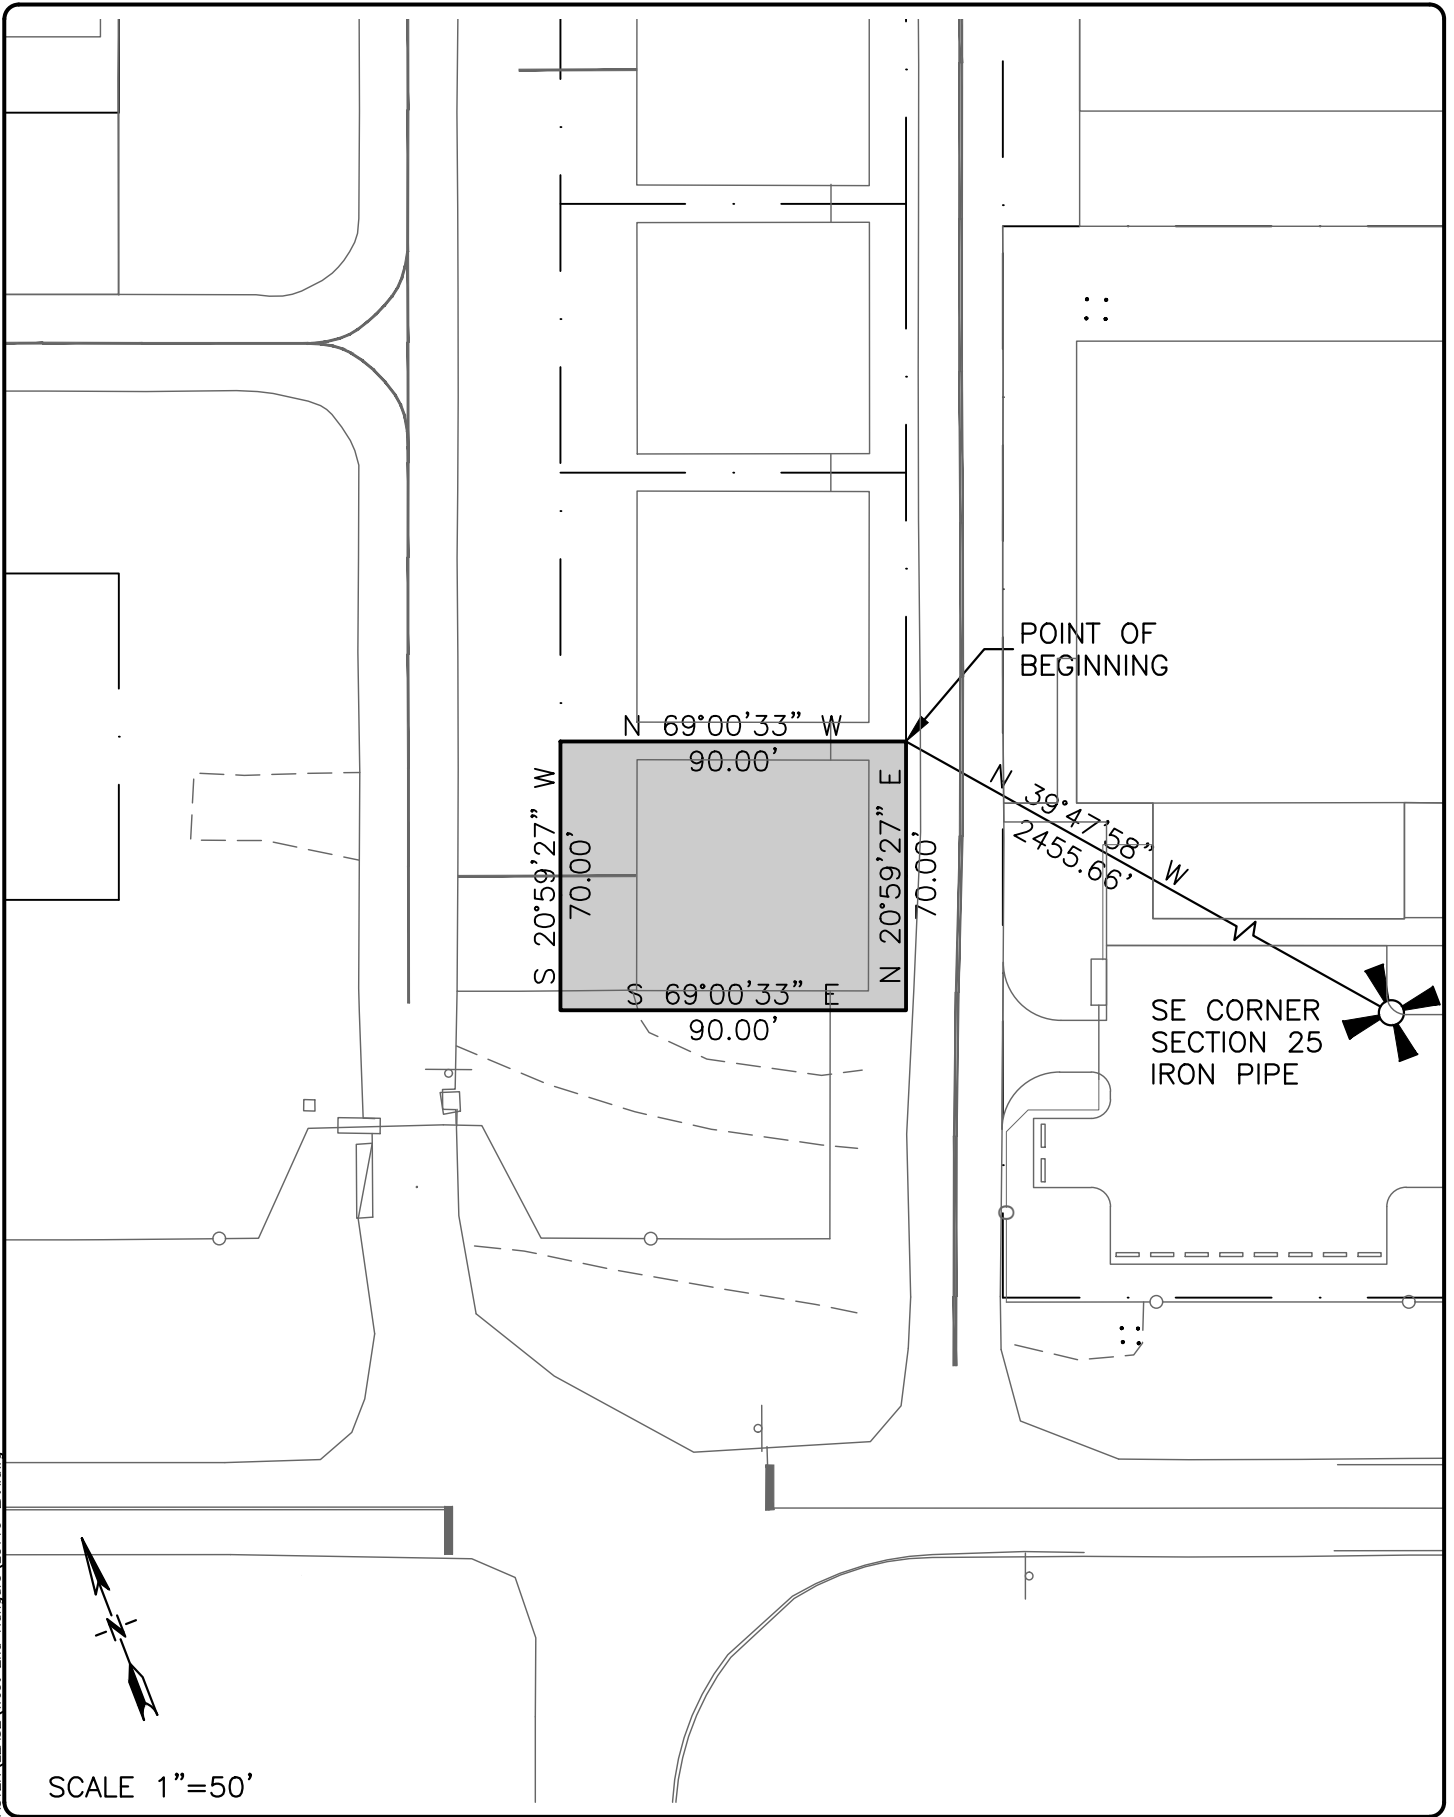 POINT OF
BEGINNING
N 69°00'33" W
90.00'
S 20°59'27" W
70.00'
N 20°59'27" E
70.00'
N 39°47'58" W
2455.66'
S 69°00'33" E
90.00'
SE CORNER
SECTION 25
IRON PIPE
N
SCALE 1"=50'